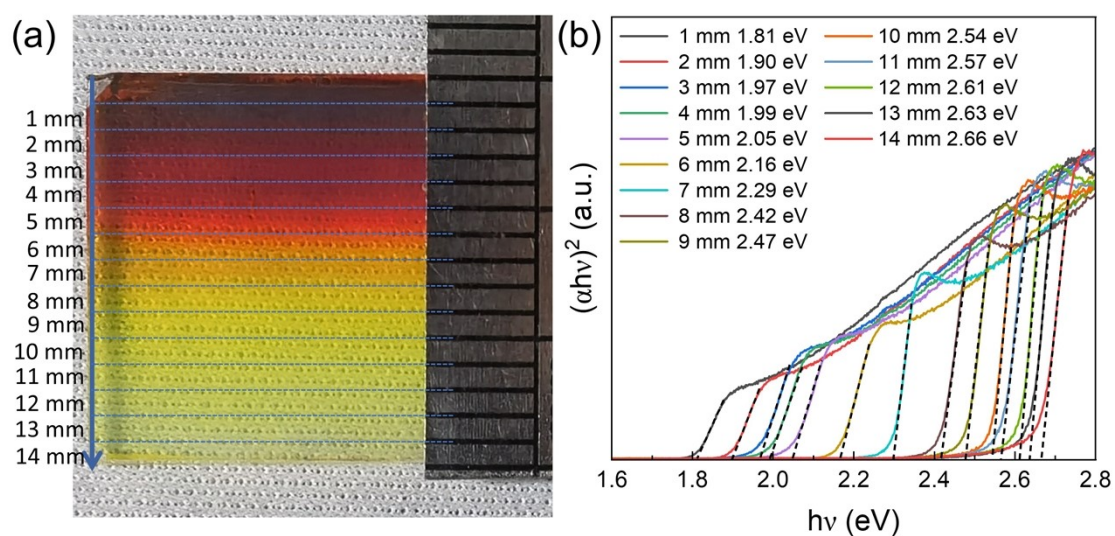 (a)
1 mm
2 mm
3 mm
4 mm
5 mm
6 mm
7 mm
8 mm
9 mm
10 mm
11 mm
12 mm
13 mm
14 mm
(b)
1 mm 1.81 eV
2 mm 1.90 eV
3 mm 1.97 eV
4 mm 1.99 eV
5 mm 2.05 eV
6 mm 2.16 eV
7 mm 2.29 eV
8 mm 2.42 eV
9 mm 2.47 eV
10 mm 2.54 eV
11 mm 2.57 eV
12 mm 2.61 eV
13 mm 2.63 eV
14 mm 2.66 eV
(αhν)² (a.u.)
1.6 1.8 2.0 2.2 2.4 2.6 2.8
hν (eV)